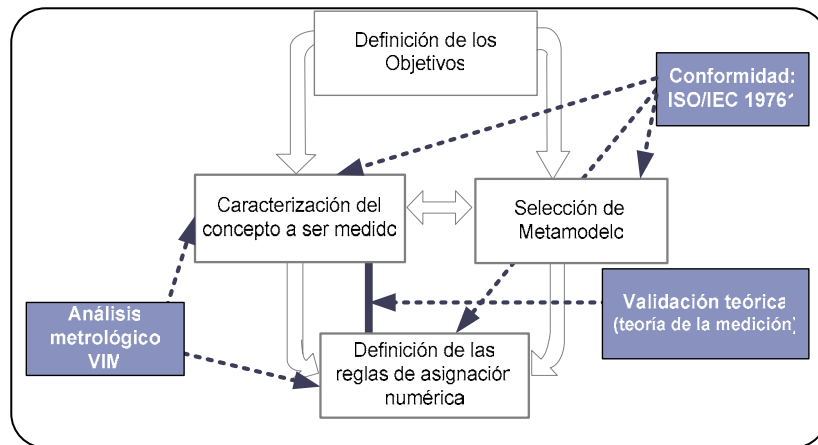 Definición de los
Objetivos
Conformidad:
ISO/IEC 19761
Caracterización del
concepto a ser medido
Selección de
Metamodelo
Análisis
metrológico
VIM
Validación teórica
(teoría de la medición)
Definición de las
reglas de asignación
numérica